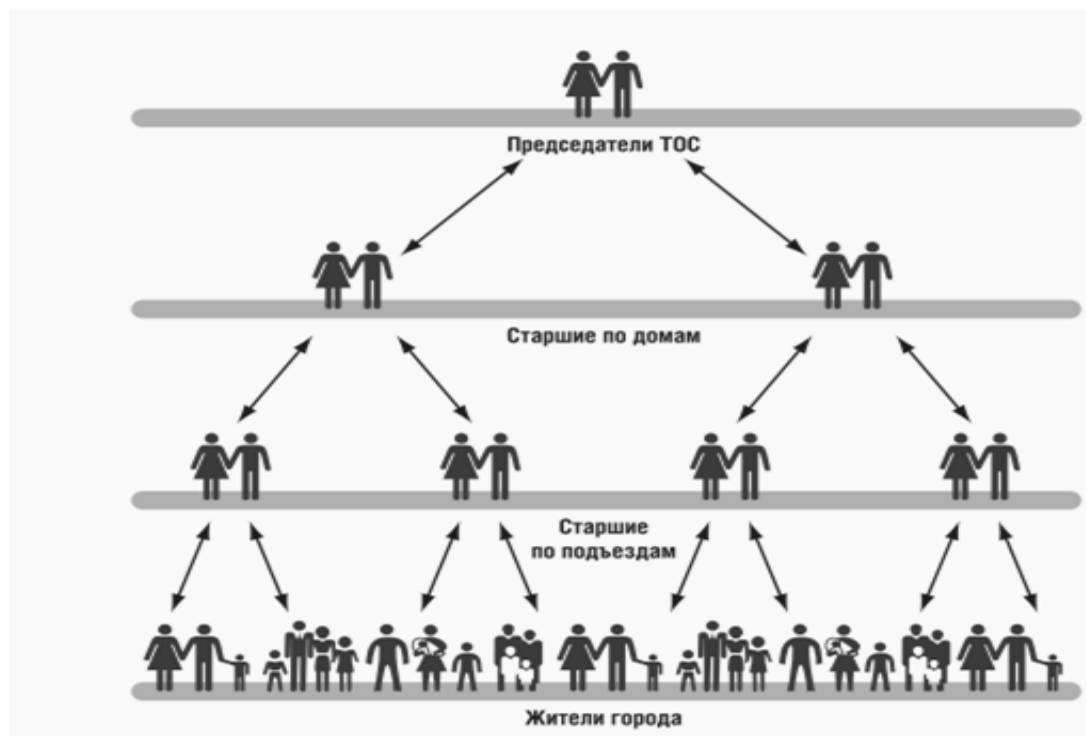 Председатели ТОС
Старшие по домам
Старшие
по подъездам
Жители города